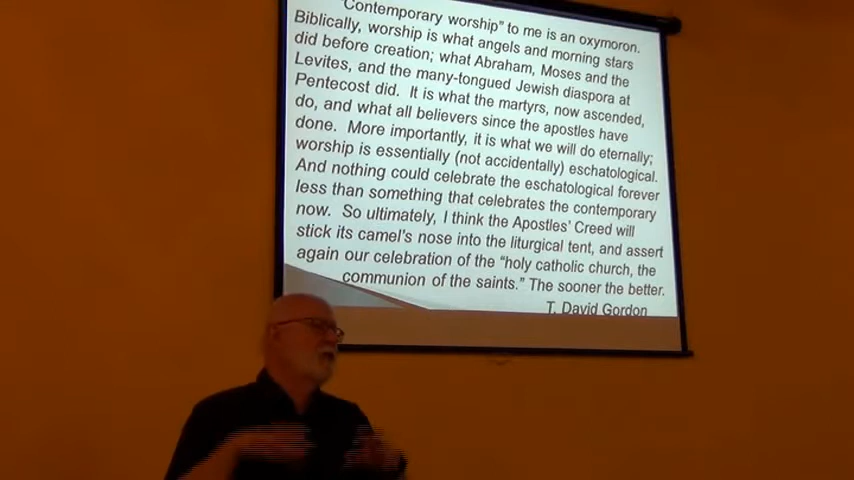 “Contemporary worship” to me is an oxymoron.
Biblically, worship is what angels and morning stars
did before creation; what Abraham, Moses and the
Levites, and the many-tongued Jewish diaspora at
Pentecost did. It is what the martyrs, now ascended,
do, and what all believers since the apostles have
done. More importantly, it is what we will do eternally;
worship is essentially (not accidentally) eschatological.
And nothing could celebrate the eschatological forever
less than something that celebrates the contemporary
now. So ultimately, I think the Apostles’ Creed will
stick its camel’s nose into the liturgical tent, and assert
again our celebration of the “holy catholic church, the
communion of the saints.” The sooner the better.
T. David Gordon